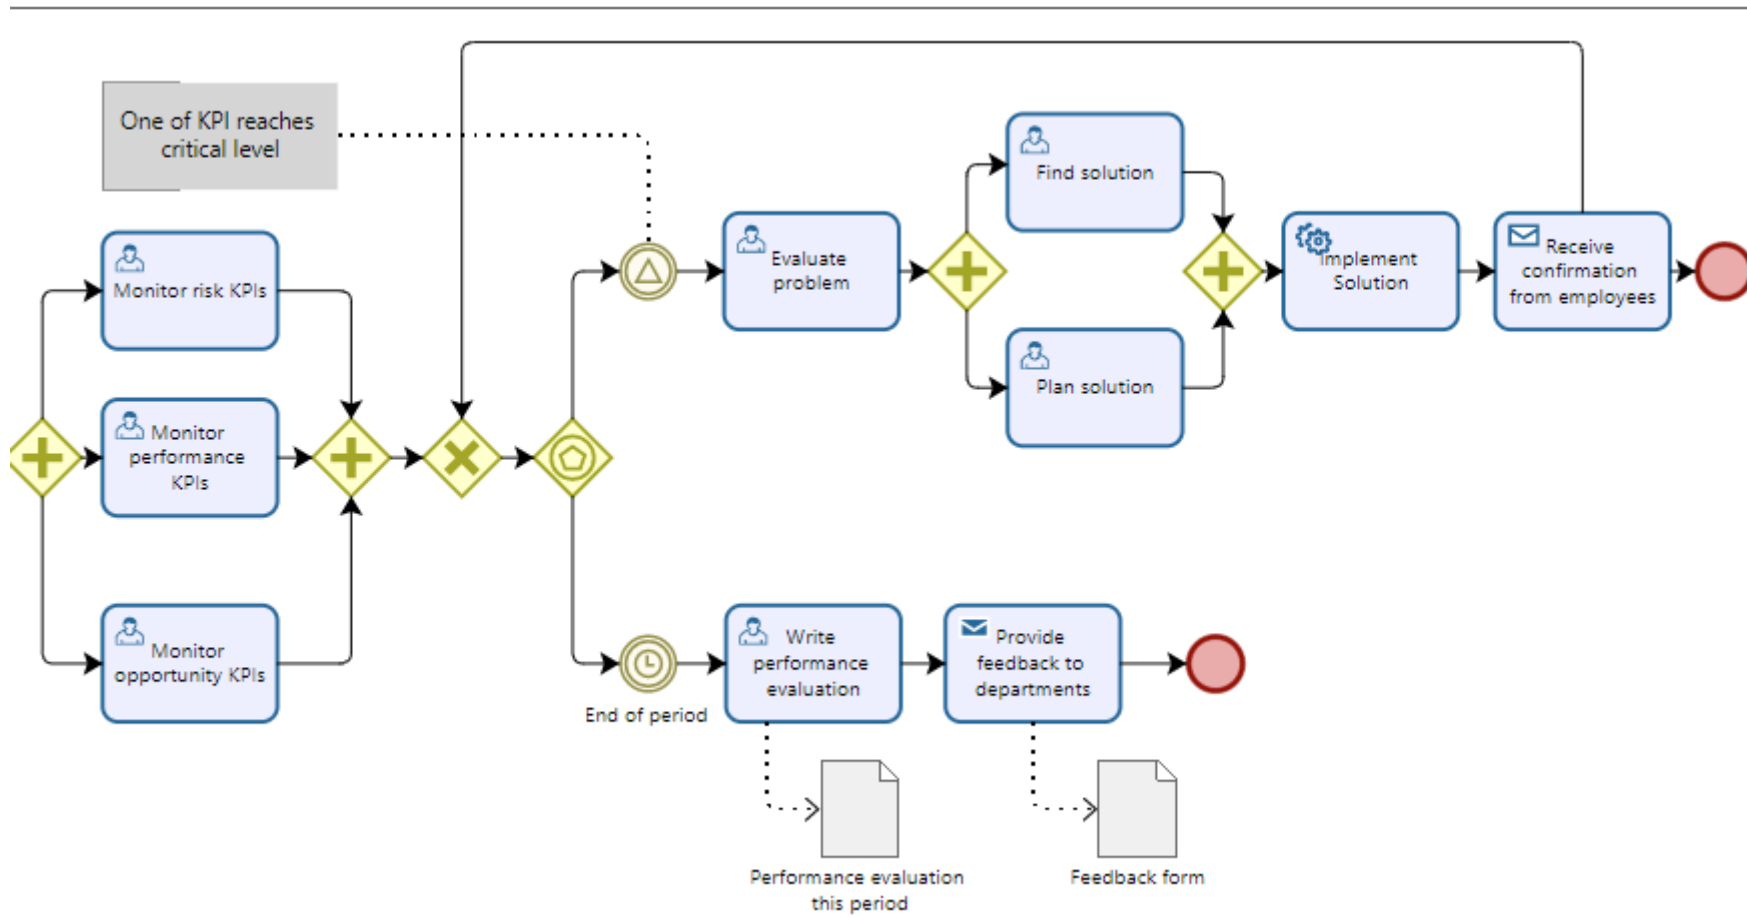 One of KPI reaches
critical level
Monitor risk KPIs
Monitor
performance
KPIs
Monitor
opportunity KPIs
Evaluate
problem
Find solution
Plan solution
Implement
Solution
Receive
confirmation
from employees
End of period
Write
performance
evaluation
Provide
feedback to
departments
Performance evaluation
this period
Feedback form